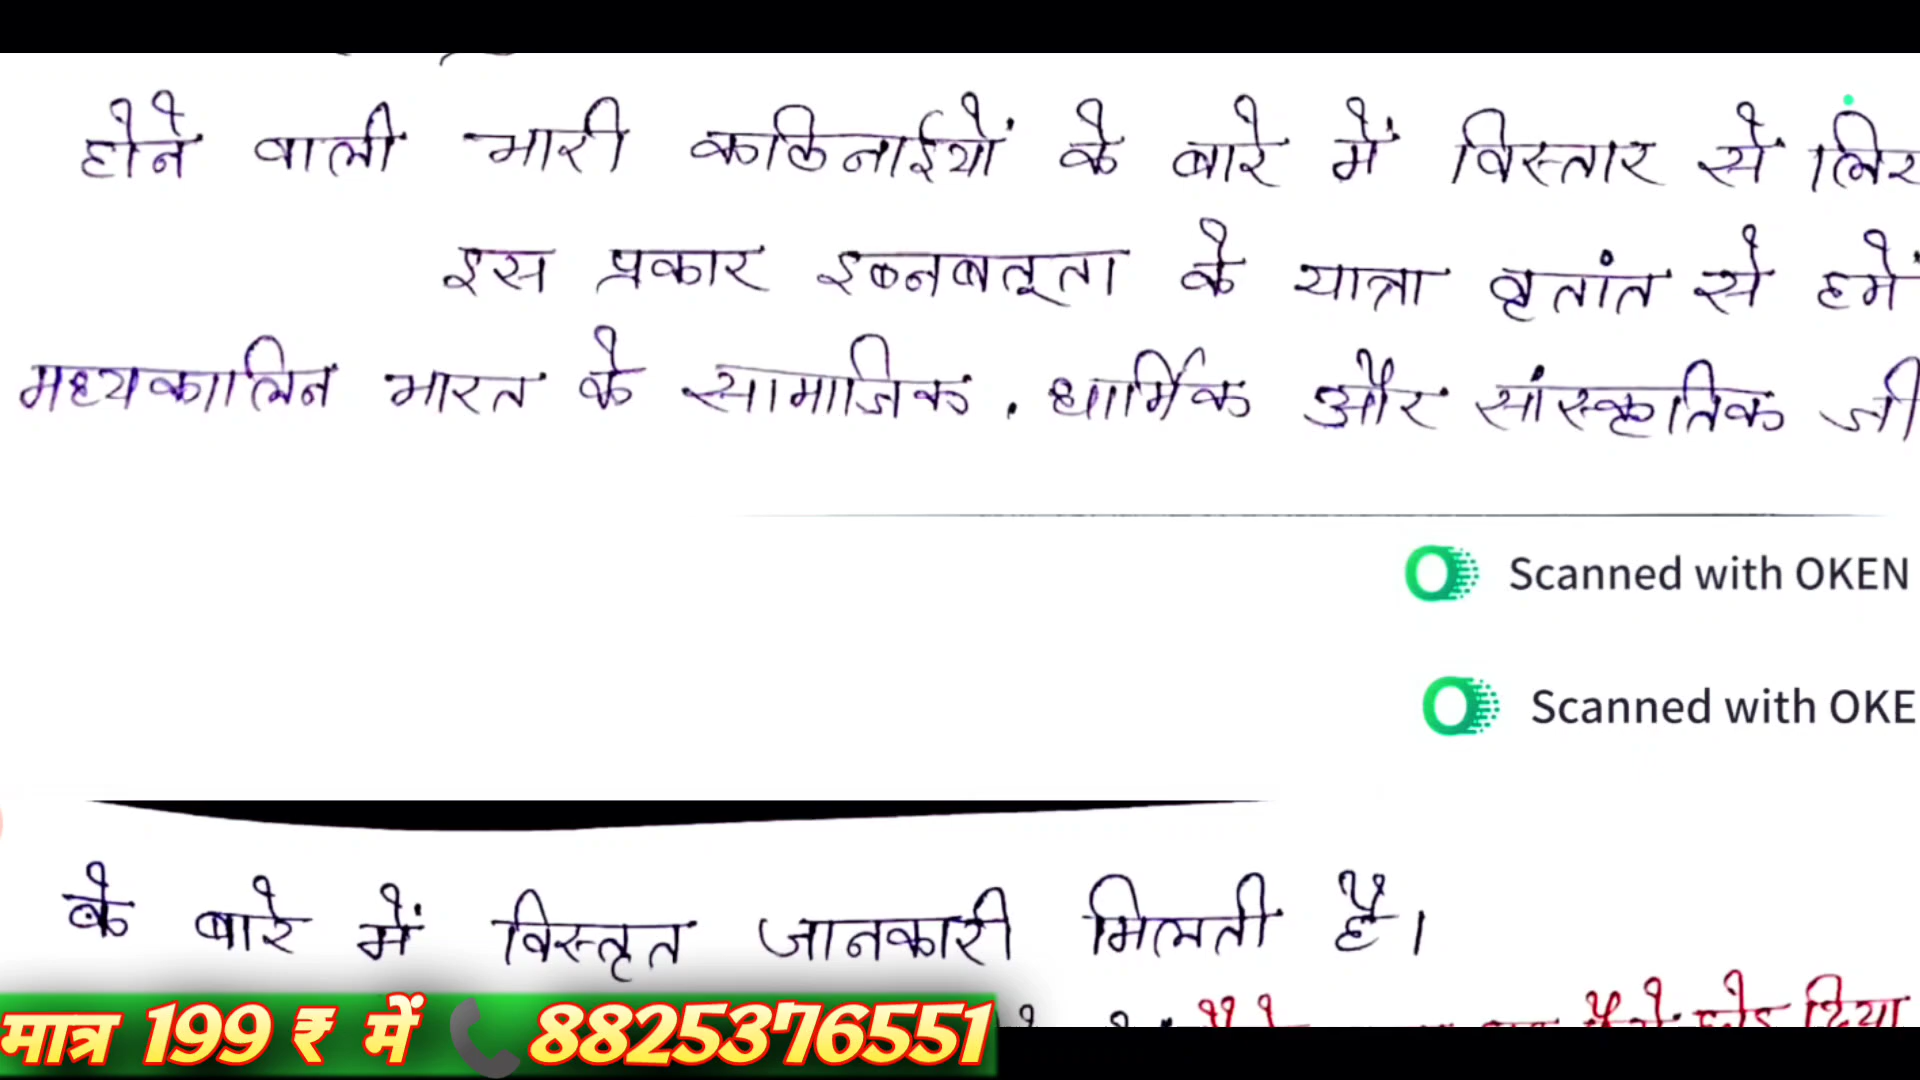 होने वाली भारी कठिनाईयों के बारे में विस्तार से
इस प्रकार इब्नबतूता के यात्रा वृतांत से हमें
मध्यकालिन भारत के सामाजिक, धार्मिक और सांस्कृतिक जी
Scanned with OKEN
Scanned with OKE
के बारे में विस्तृत जानकारी मिलती है।
दिया
मात्र 199 ₹ में 8825376551